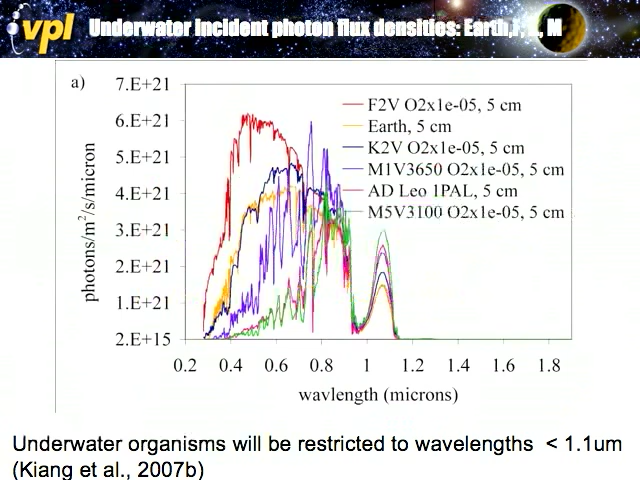 vpl
Underwater incident photon flux densities: Earth,F, K, M
a)
7.E+21
6.E+21
5.E+21
4.E+21
3.E+21
2.E+21
1.E+21
2.E+15
photons/m²/s/micron
F2V O2x1e-05, 5 cm
Earth, 5 cm
K2V O2x1e-05, 5 cm
M1V3650 O2x1e-05, 5 cm
AD Leo 1PAL, 5 cm
M5V3100 O2x1e-05, 5 cm
0.2 0.4 0.6 0.8 1 1.2 1.4 1.6 1.8
wavlength (microns)
Underwater organisms will be restricted to wavelengths < 1.1um
(Kiang et al., 2007b)